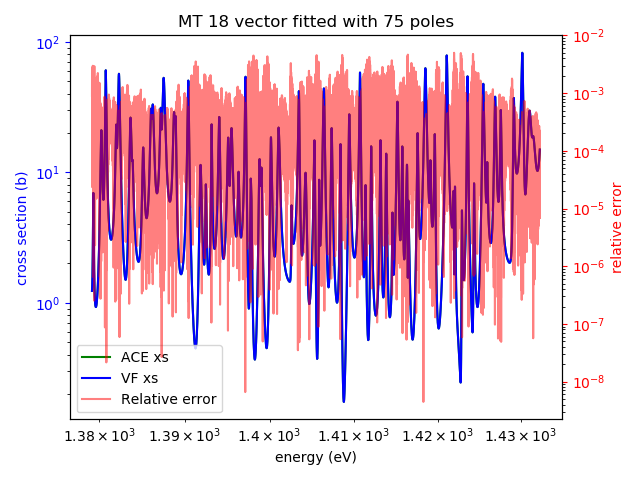 MT 18 vector fitted with 75 poles
10²
10¹
10⁰
cross section (b)
10⁻²
10⁻³
10⁻⁴
10⁻⁵
10⁻⁶
10⁻⁷
10⁻⁸
relative error
ACE xs
VF xs
Relative error
1.38 × 10³ 1.39 × 10³ 1.4 × 10³ 1.41 × 10³ 1.42 × 10³ 1.43 × 10³
energy (eV)